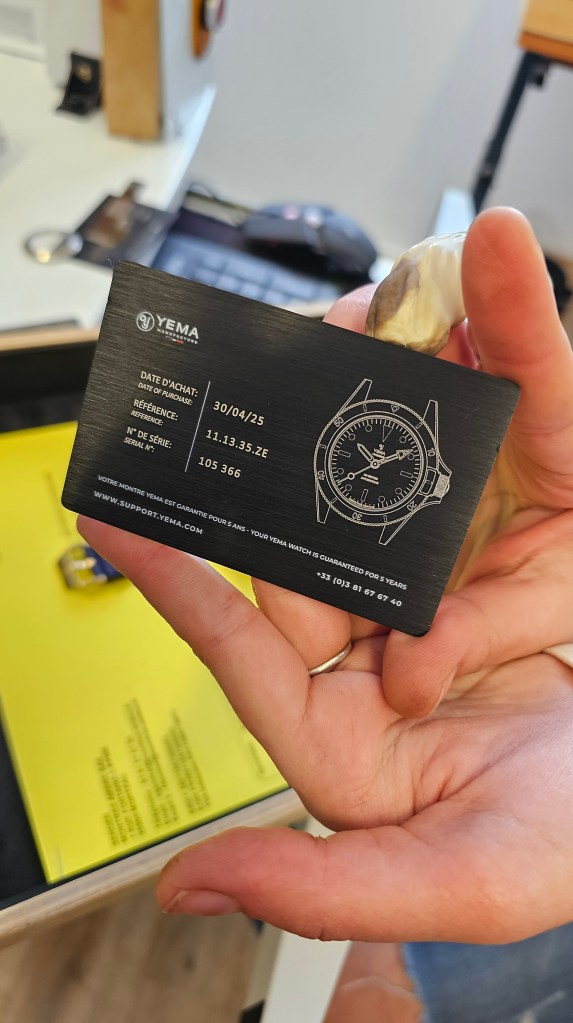 YEMA
MANUFACTURE
DATE D'ACHAT: 30/04/25
DATE OF PURCHASE:
RÉFÉRENCE: 11.13.35.ZE
REFERENCE:
N° DE SÉRIE: 105 366
SERIAL N°:
VOTRE MONTRE YEMA EST GARANTIE POUR 5 ANS - YOUR YEMA WATCH IS GUARANTEED FOR 5 YEARS
WWW.SUPPORT.YEMA.COM
+33 (0)3 81 67 67 40